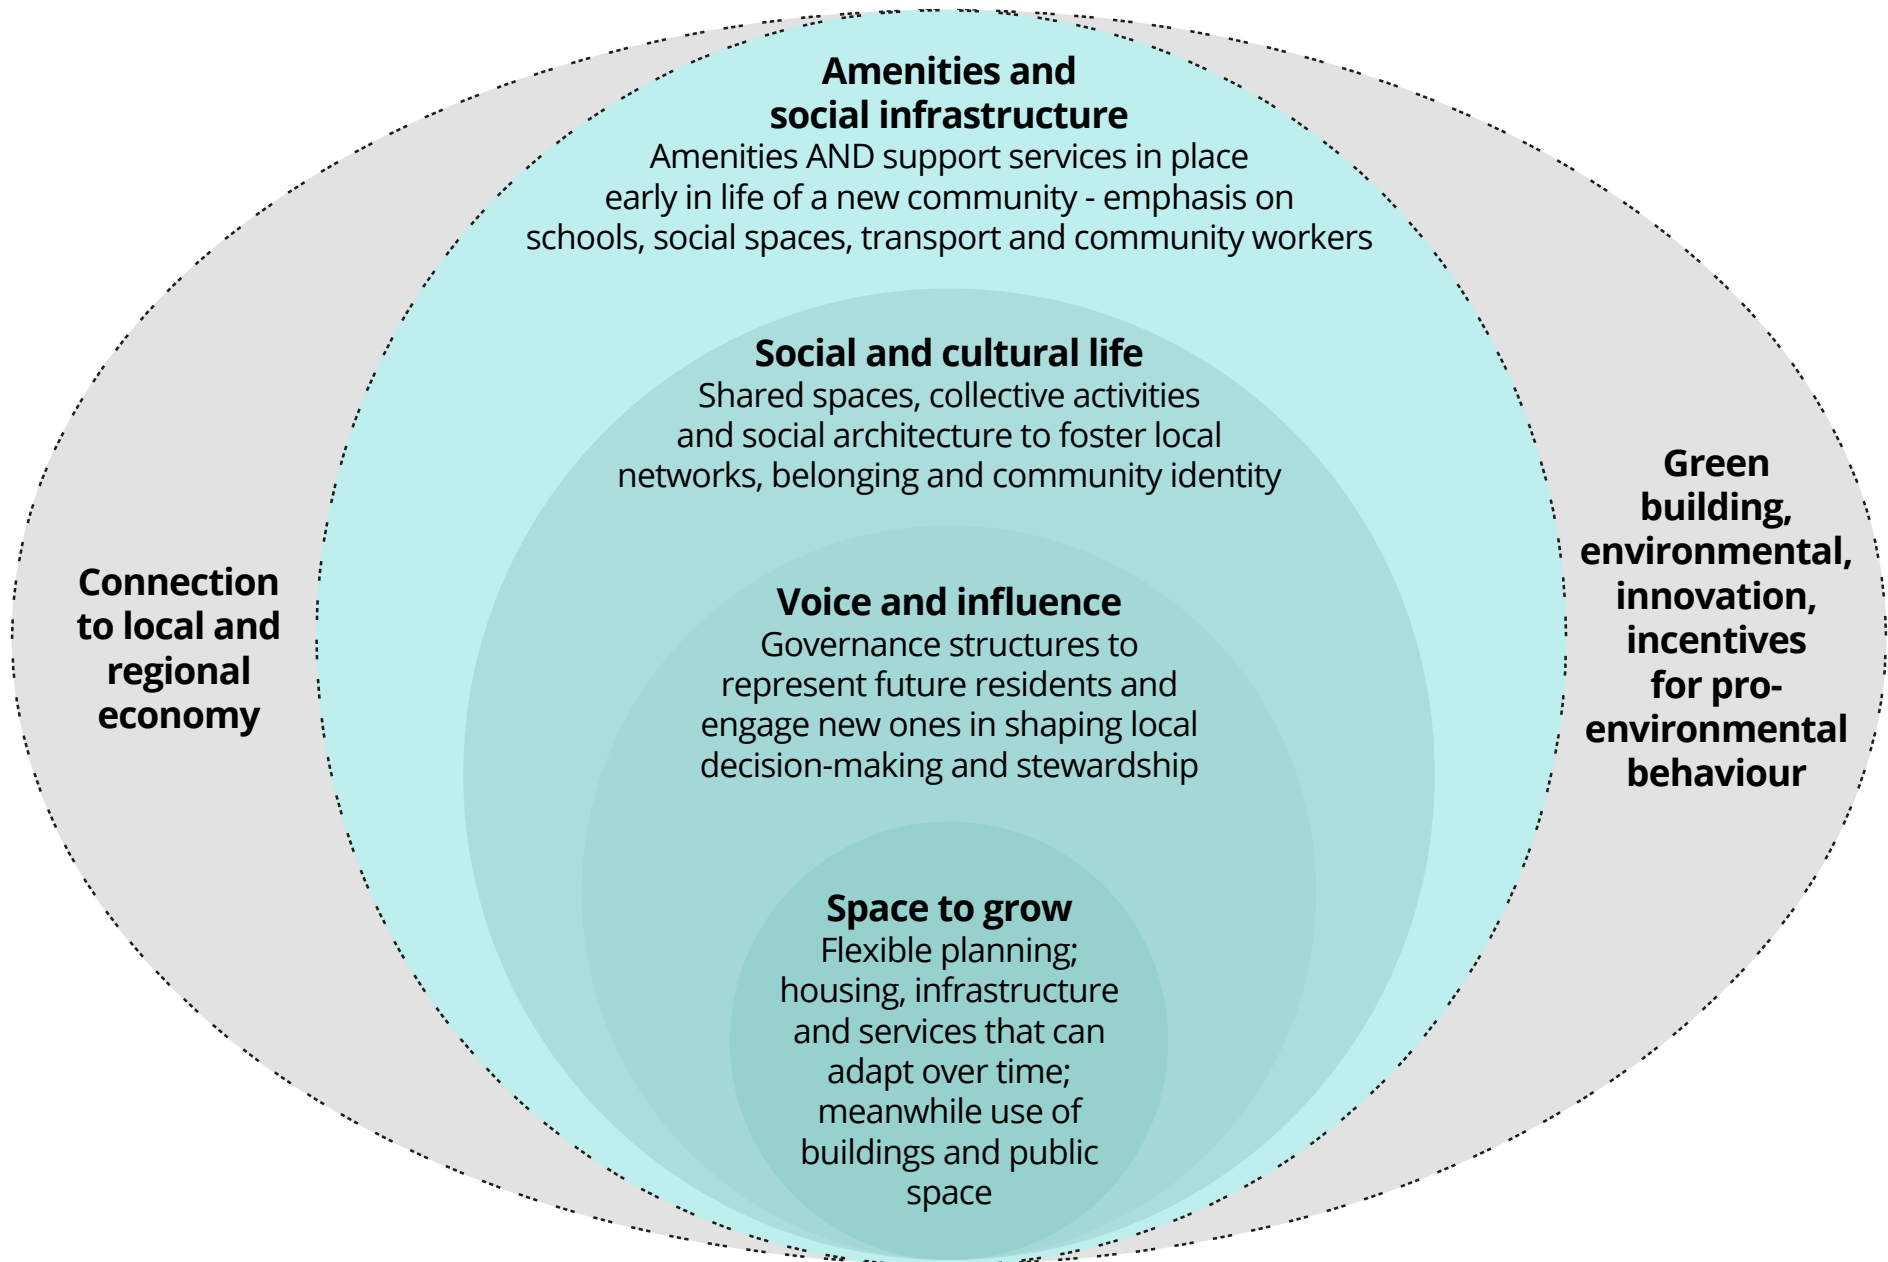 Amenities and
social infrastructure
Amenities AND support services in place
early in life of a new community - emphasis on
schools, social spaces, transport and community workers
Social and cultural life
Shared spaces, collective activities
and social architecture to foster local
networks, belonging and community identity
Voice and influence
Governance structures to
represent future residents and
engage new ones in shaping local
decision-making and stewardship
Space to grow
Flexible planning;
housing, infrastructure
and services that can
adapt over time;
meanwhile use of
buildings and public
space
Connection
to local and
regional
economy
Green
building,
environmental,
innovation,
incentives
for pro-
environmental
behaviour